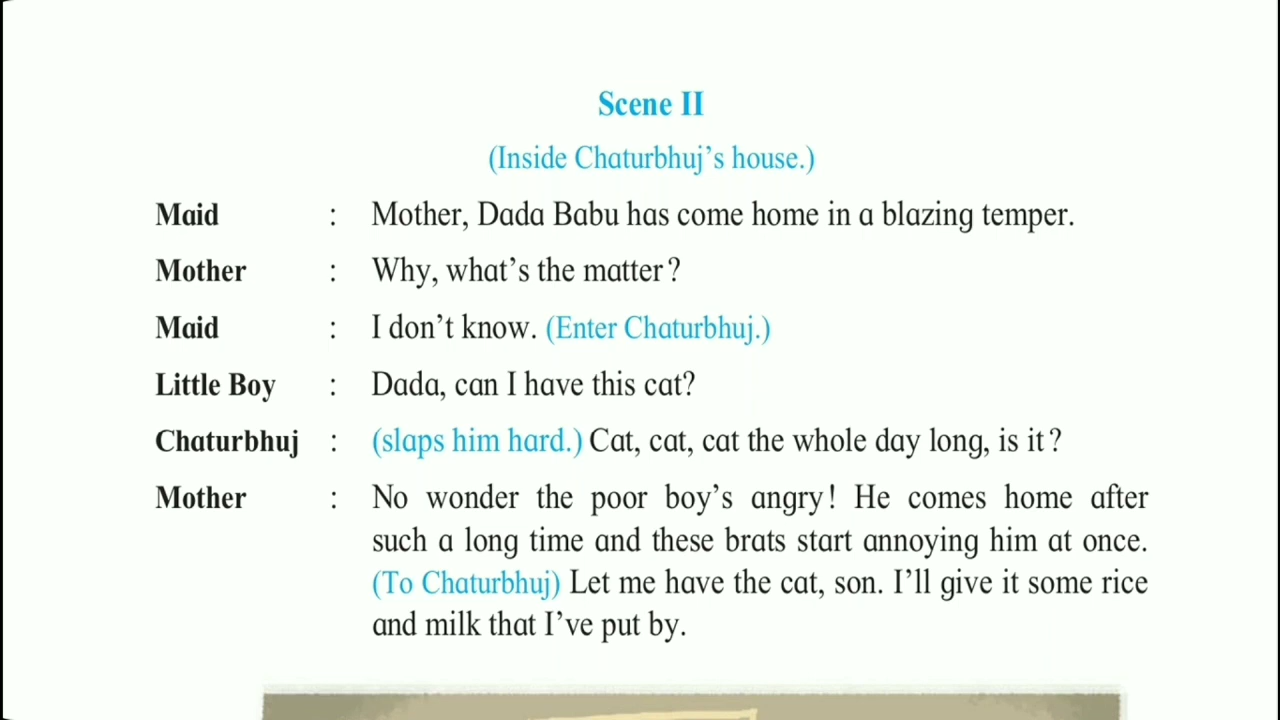 Scene II
(Inside Chaturbhuj's house.)
Maid : Mother, Dada Babu has come home in a blazing temper.
Mother : Why, what's the matter?
Maid : I don't know. (Enter Chaturbhuj.)
Little Boy : Dada, can I have this cat?
Chaturbhuj : (slaps him hard.) Cat, cat, cat the whole day long, is it?
Mother : No wonder the poor boy's angry! He comes home after
such a long time and these brats start annoying him at once.
(To Chaturbhuj) Let me have the cat, son. I'll give it some rice
and milk that I've put by.